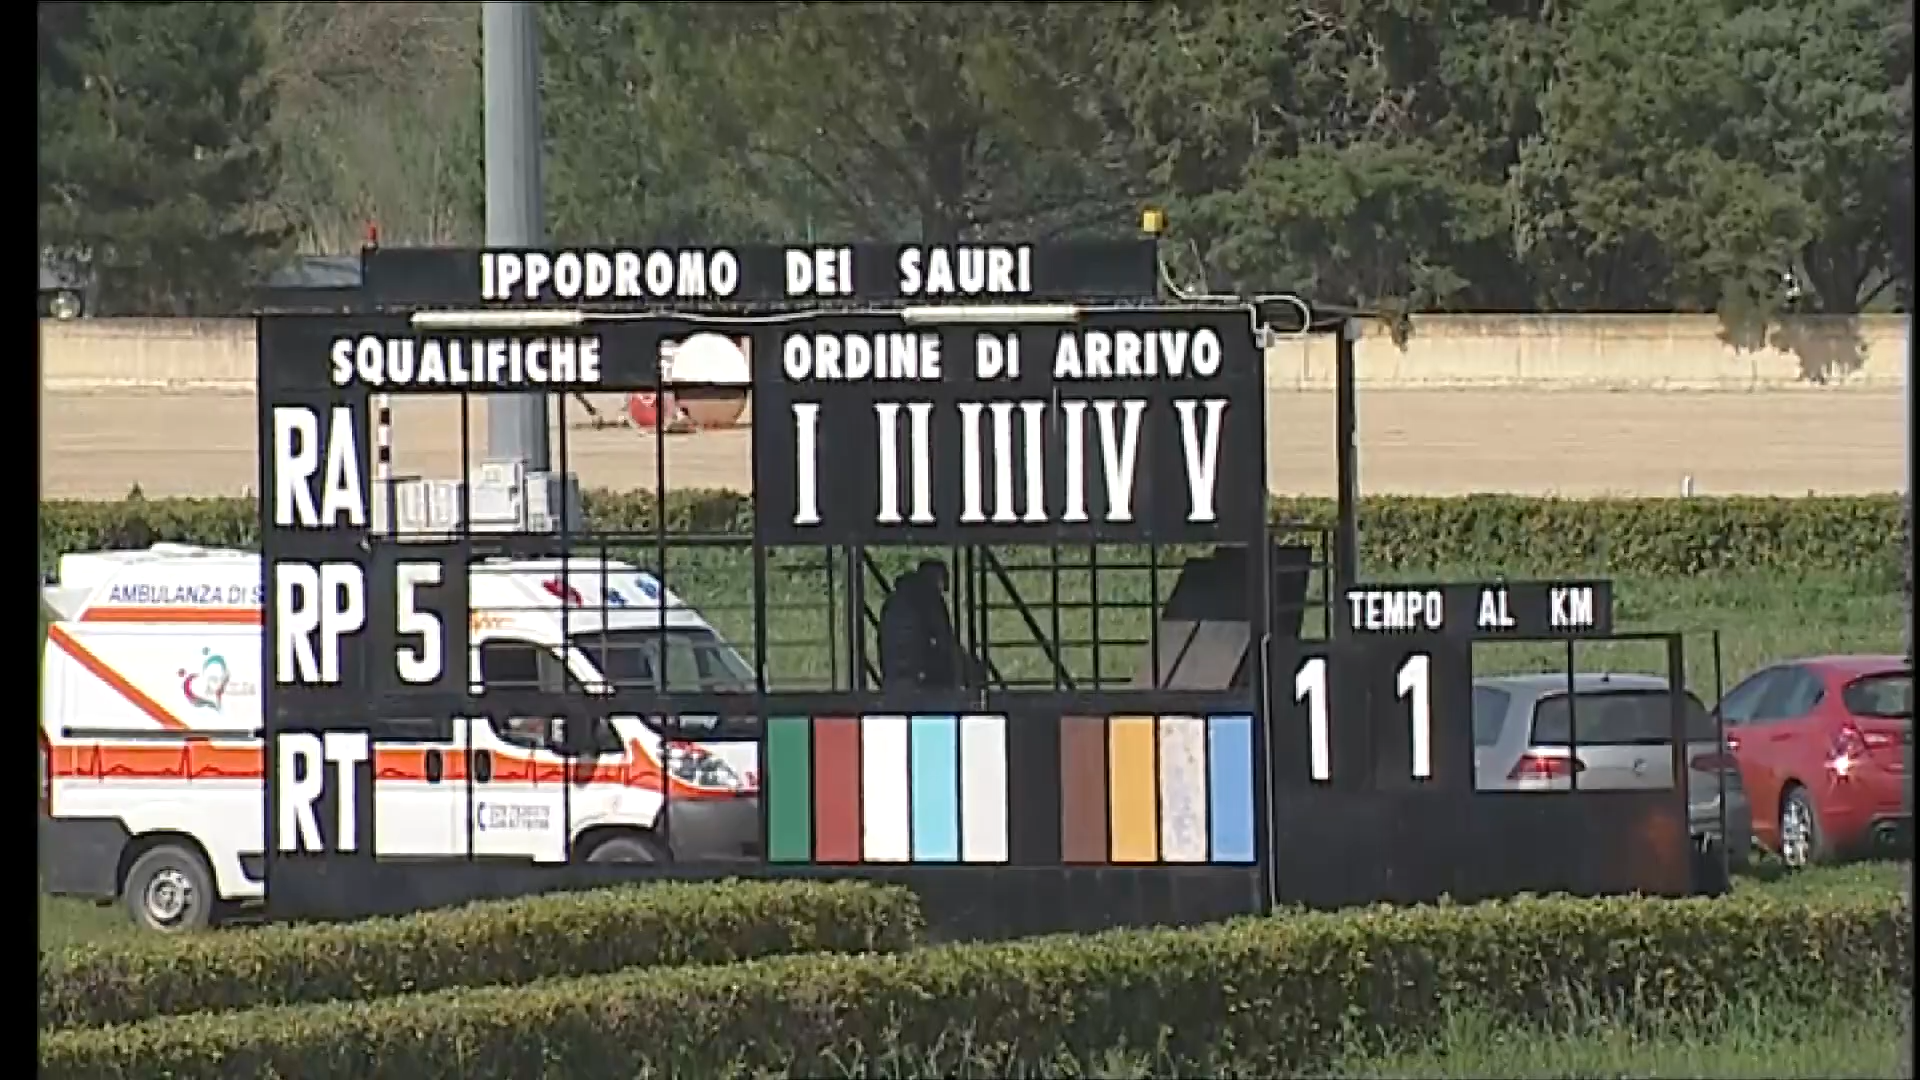 IPPODROMO DEI SAURI
SQUALIFICHE
ORDINE DI ARRIVO
RA
I II III IV V
RP 5
RT
TEMPO AL KM
1 1
AMBULANZA DI S